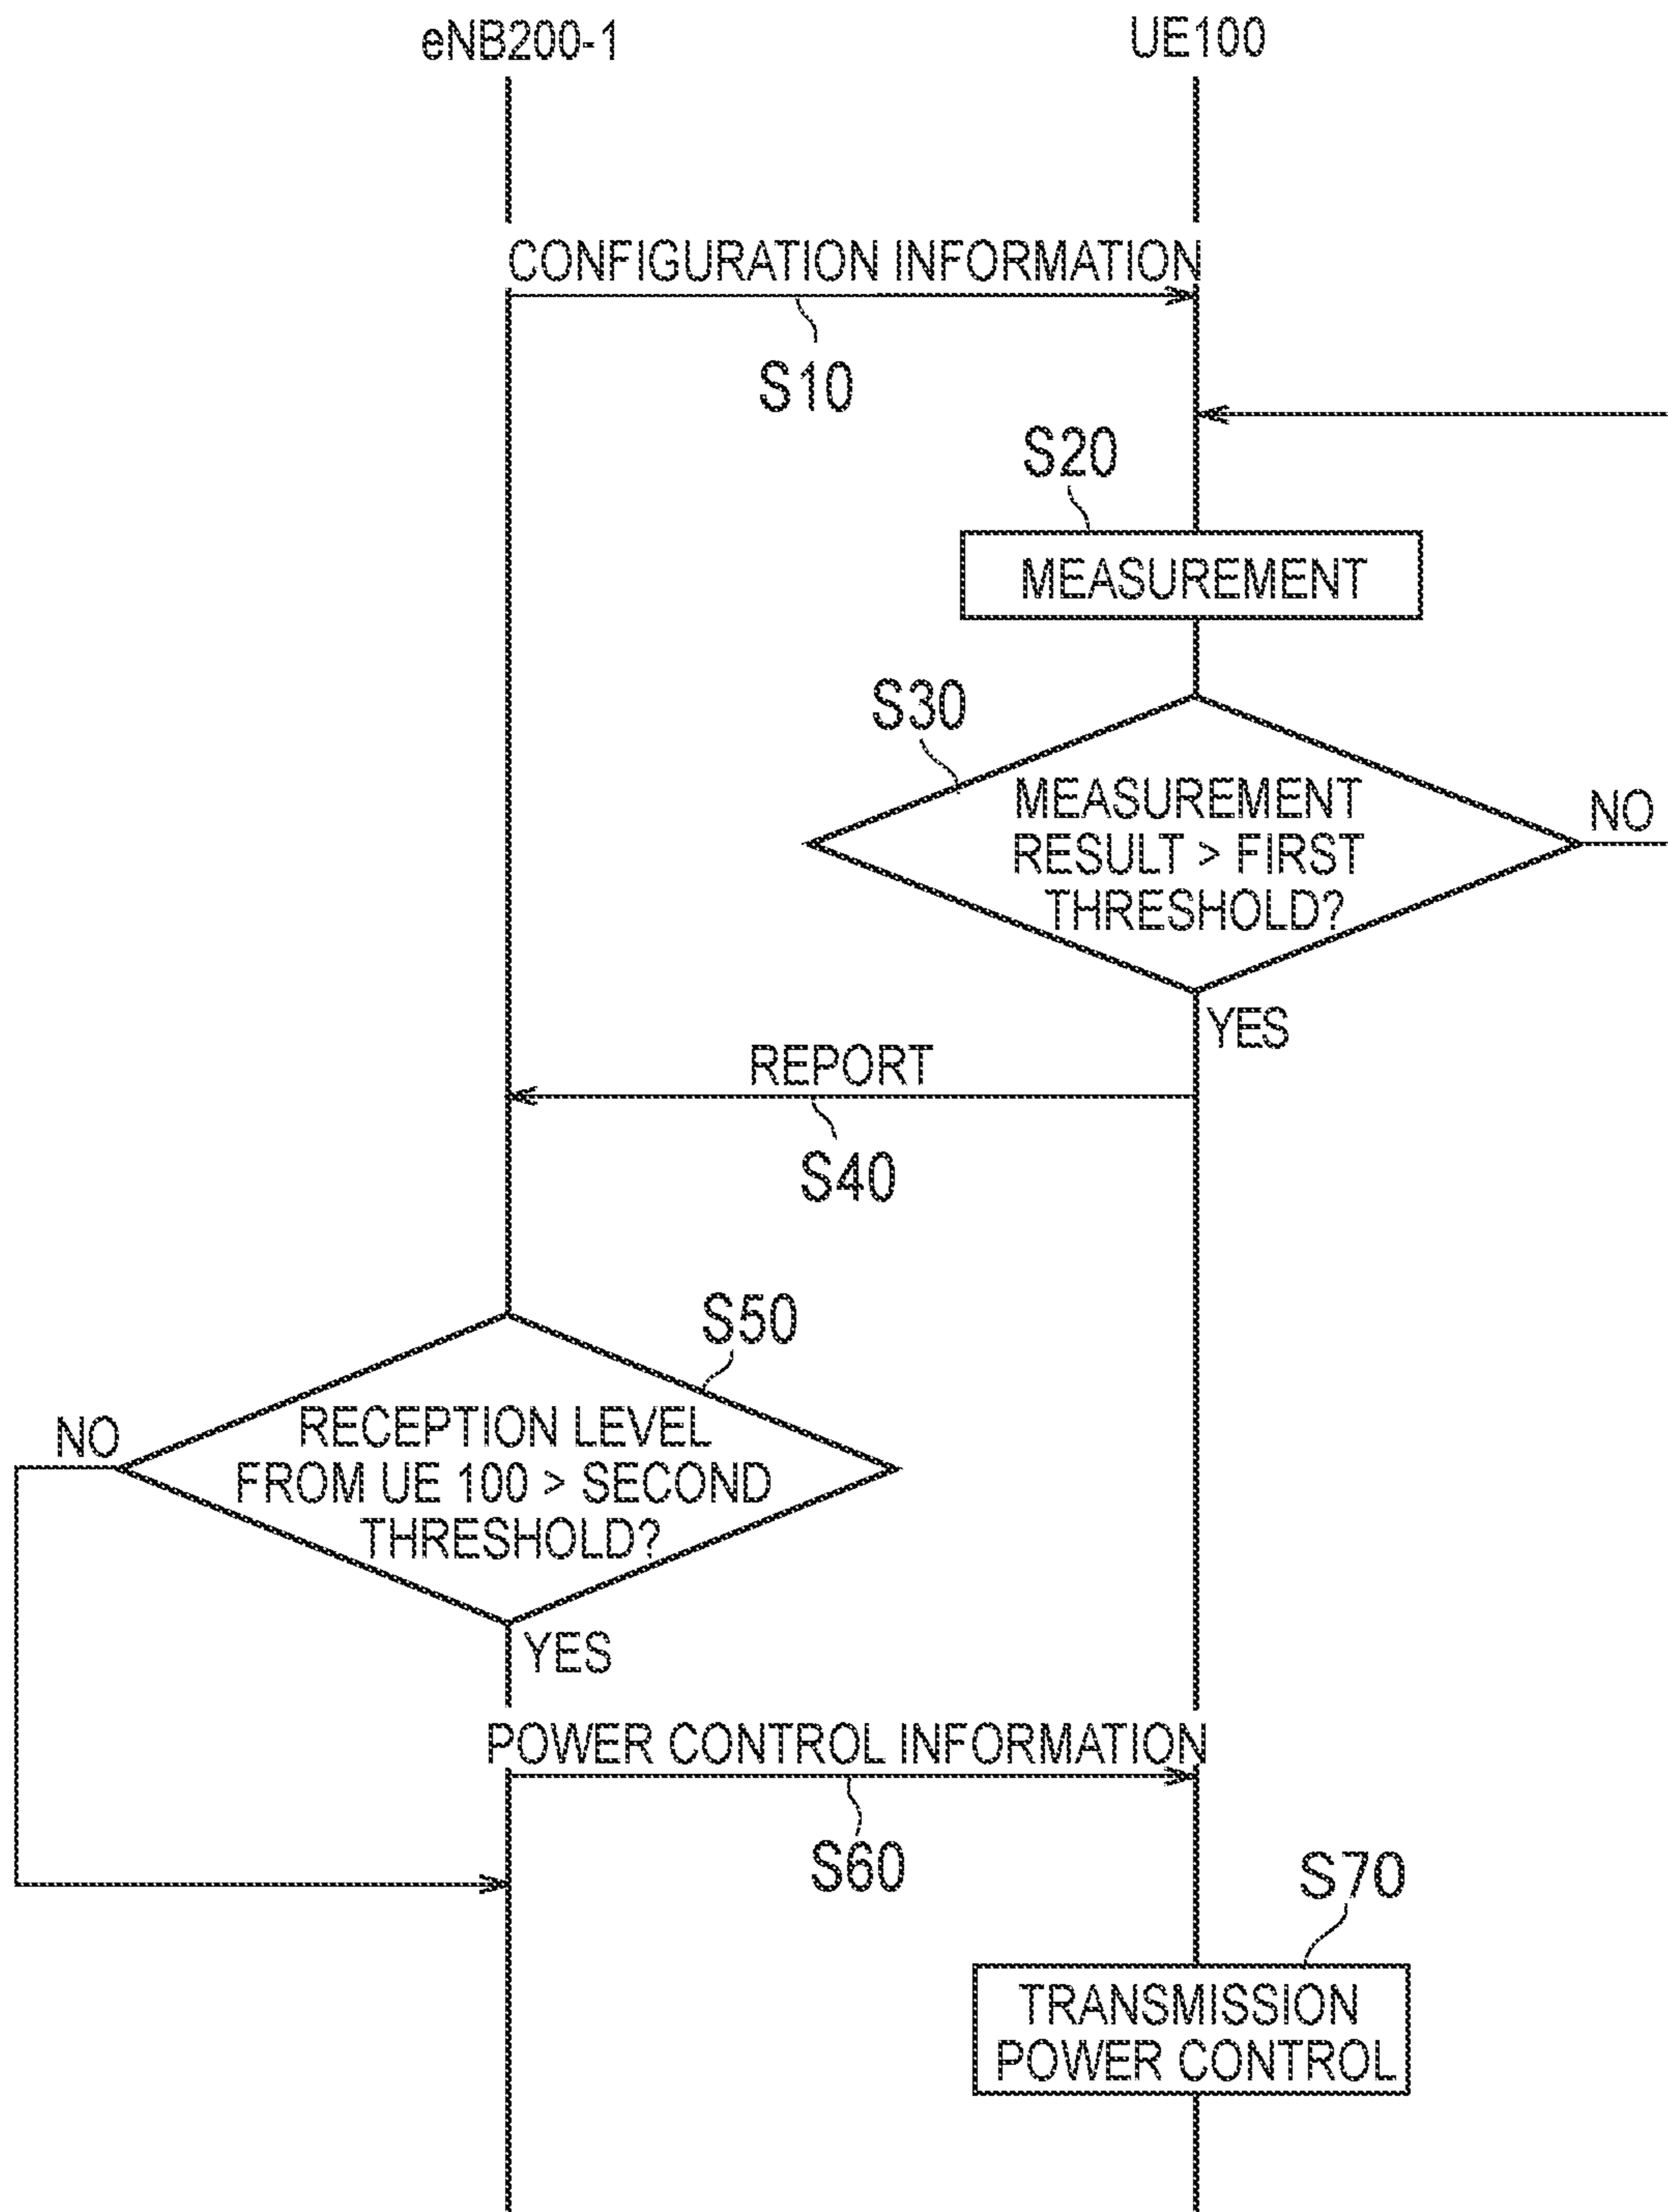 eNB200-1
UE100
CONFIGURATION INFORMATION
S10
S20
MEASUREMENT
S30
MEASUREMENT
RESULT > FIRST
THRESHOLD?
NO
YES
REPORT
S40
S50
RECEPTION LEVEL
FROM UE 100 > SECOND
THRESHOLD?
NO
YES
POWER CONTROL INFORMATION
S60
S70
TRANSMISSION
POWER CONTROL